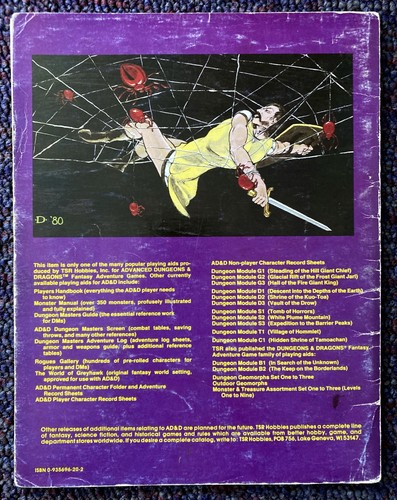 D- '80
This item is only one of the many popular playing aids pro-
duced by TSR Hobbies, Inc. for ADVANCED DUNGEONS &
DRAGONS™ Fantasy Adventure Games. Other currently
available playing aids for AD&D include:
Players Handbook (everything the AD&D player needs
to know)
Monster Manual (over 350 monsters, profusely illustrated
and fully explained)
Dungeon Masters Guide (the essential reference work
for DMs)
AD&D Dungeon Masters Screen (combat tables, saving
throws, and many other references)
Dungeon Masters Adventure Log (adventure log sheets,
armor and weapons guide, plus additional reference
tables)
Rogues Gallery (hundreds of pre-rolled characters for
players and DMs)
The World of Greyhawk (original fantasy world setting,
approved for use with AD&D)
AD&D Permanent Character Folder and Adventure
Record Sheets
AD&D Player Character Record Sheets
AD&D Non-player Character Record Sheets
Dungeon Module G1 (Steading of the Hill Giant Chief)
Dungeon Module G2 (Glacial Rift of the Frost Giant Jarl)
Dungeon Module G3 (Hall of the Fire Giant King)
Dungeon Module D1 (Descent Into the Depths of the Earth)
Dungeon Module D2 (Shrine of the Kuo-Toa)
Dungeon Module D3 (Vault of the Drow)
Dungeon Module S1 (Tomb of Horrors)
Dungeon Module S2 (White Plume Mountain)
Dungeon Module S3 (Expedition to the Barrier Peaks)
Dungeon Module T1 (Village of Hommlet)
Dungeon Module C1 (Hidden Shrine of Tamoachan)
TSR also published the DUNGEONS & DRAGONS® Fantasy
Adventure Game family of playing aids:
Dungeon Module B1 (In Search of the Unknown)
Dungeon Module B2 (The Keep on the Borderlands)
Dungeon Geomorphs Set One to Three
Outdoor Geomorphs
Monster & Treasure Assortment Set One to Three (Levels
One to Nine)
Other releases of additional items relating to AD&D are planned for the future. TSR Hobbies publishes a complete line
of fantasy, science fiction, and historical games and rules which are available from better hobby, game, and
department stores worldwide. If you desire a complete catalog, write to: TSR Hobbies, POB 756, Lake Geneva, WI 53147.
ISBN 0-935696-20-2